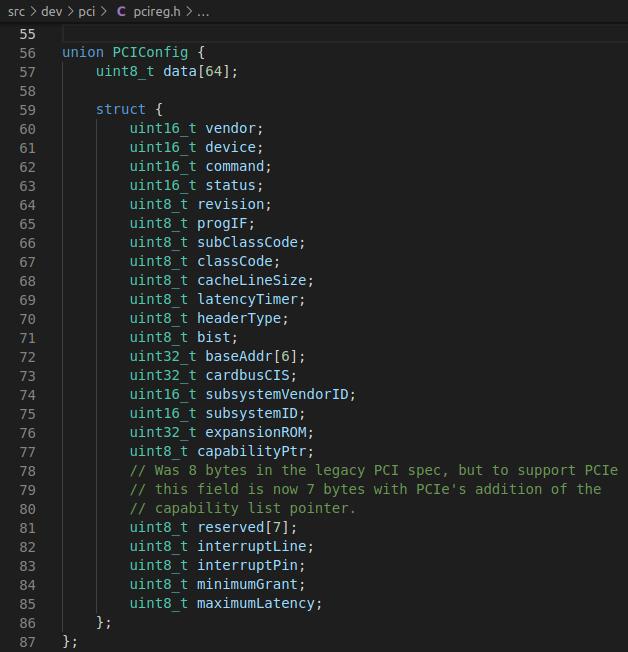 src > dev > pci > C pcireg.h > ...
55
56 union PCIConfig {
57     uint8_t data[64];
58
59     struct {
60         uint16_t vendor;
61         uint16_t device;
62         uint16_t command;
63         uint16_t status;
64         uint8_t revision;
65         uint8_t progIF;
66         uint8_t subClassCode;
67         uint8_t classCode;
68         uint8_t cacheLineSize;
69         uint8_t latencyTimer;
70         uint8_t headerType;
71         uint8_t bist;
72         uint32_t baseAddr[6];
73         uint32_t cardbusCIS;
74         uint16_t subsystemVendorID;
75         uint16_t subsystemID;
76         uint32_t expansionROM;
77         uint8_t capabilityPtr;
78         // Was 8 bytes in the legacy PCI spec, but to support PCIe
79         // this field is now 7 bytes with PCIe's addition of the
80         // capability list pointer.
81         uint8_t reserved[7];
82         uint8_t interruptLine;
83         uint8_t interruptPin;
84         uint8_t minimumGrant;
85         uint8_t maximumLatency;
86     };
87 };